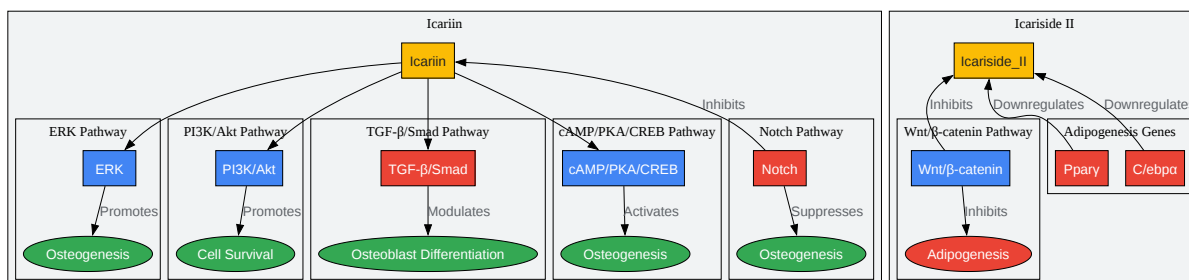 Icariin
Icariside II
Icariin
Icariside_II
Inhibits
Inhibits
Downregulates
Downregulates
ERK Pathway
PI3K/Akt Pathway
TGF-β/Smad Pathway
cAMP/PKA/CREB Pathway
Notch Pathway
Wnt/β-catenin Pathway
Adipogenesis Genes
ERK
PI3K/Akt
TGF-β/Smad
cAMP/PKA/CREB
Notch
Wnt/β-catenin
Pparγ
C/ebpα
Promotes
Promotes
Modulates
Activates
Suppresses
Inhibits
Osteogenesis
Cell Survival
Osteoblast Differentiation
Osteogenesis
Osteogenesis
Adipogenesis